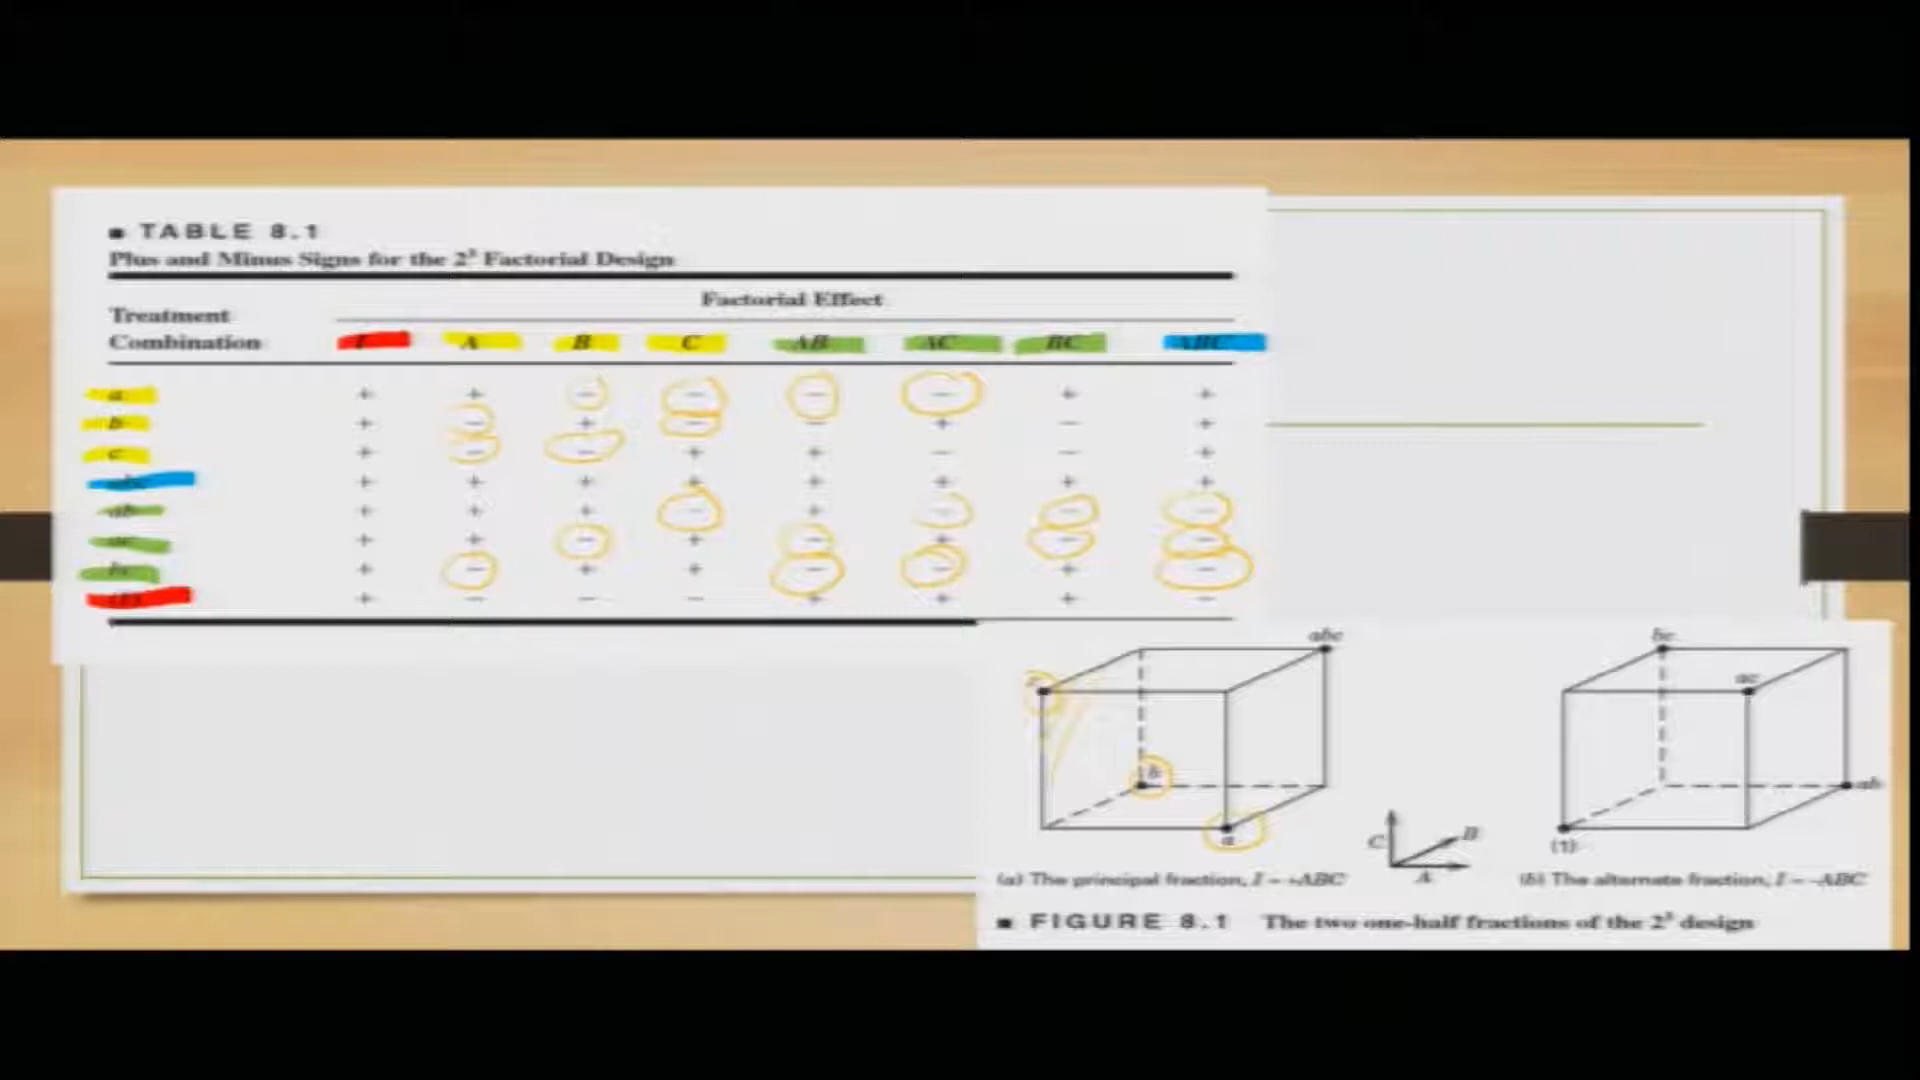 ■ TABLE 8.1
Plus and Minus Signs for the 2³ Factorial Design
Factorial Effect
Treatment
Combination I A B C AB AC BC ABC
a + + − − − − + +
b + − + − − + − +
c + − − + + − − +
abc + + + + + + + +
ab + + + − + − − −
ac + + − + − + − −
bc + − + + − − + −
(1) + − − − + + + −
abc
c
b
a
C
B
A
bc
ac
ab
(1)
(a) The principal fraction, I = +ABC
(b) The alternate fraction, I = −ABC
■ FIGURE 8.1 The two one-half fractions of the 2³ design